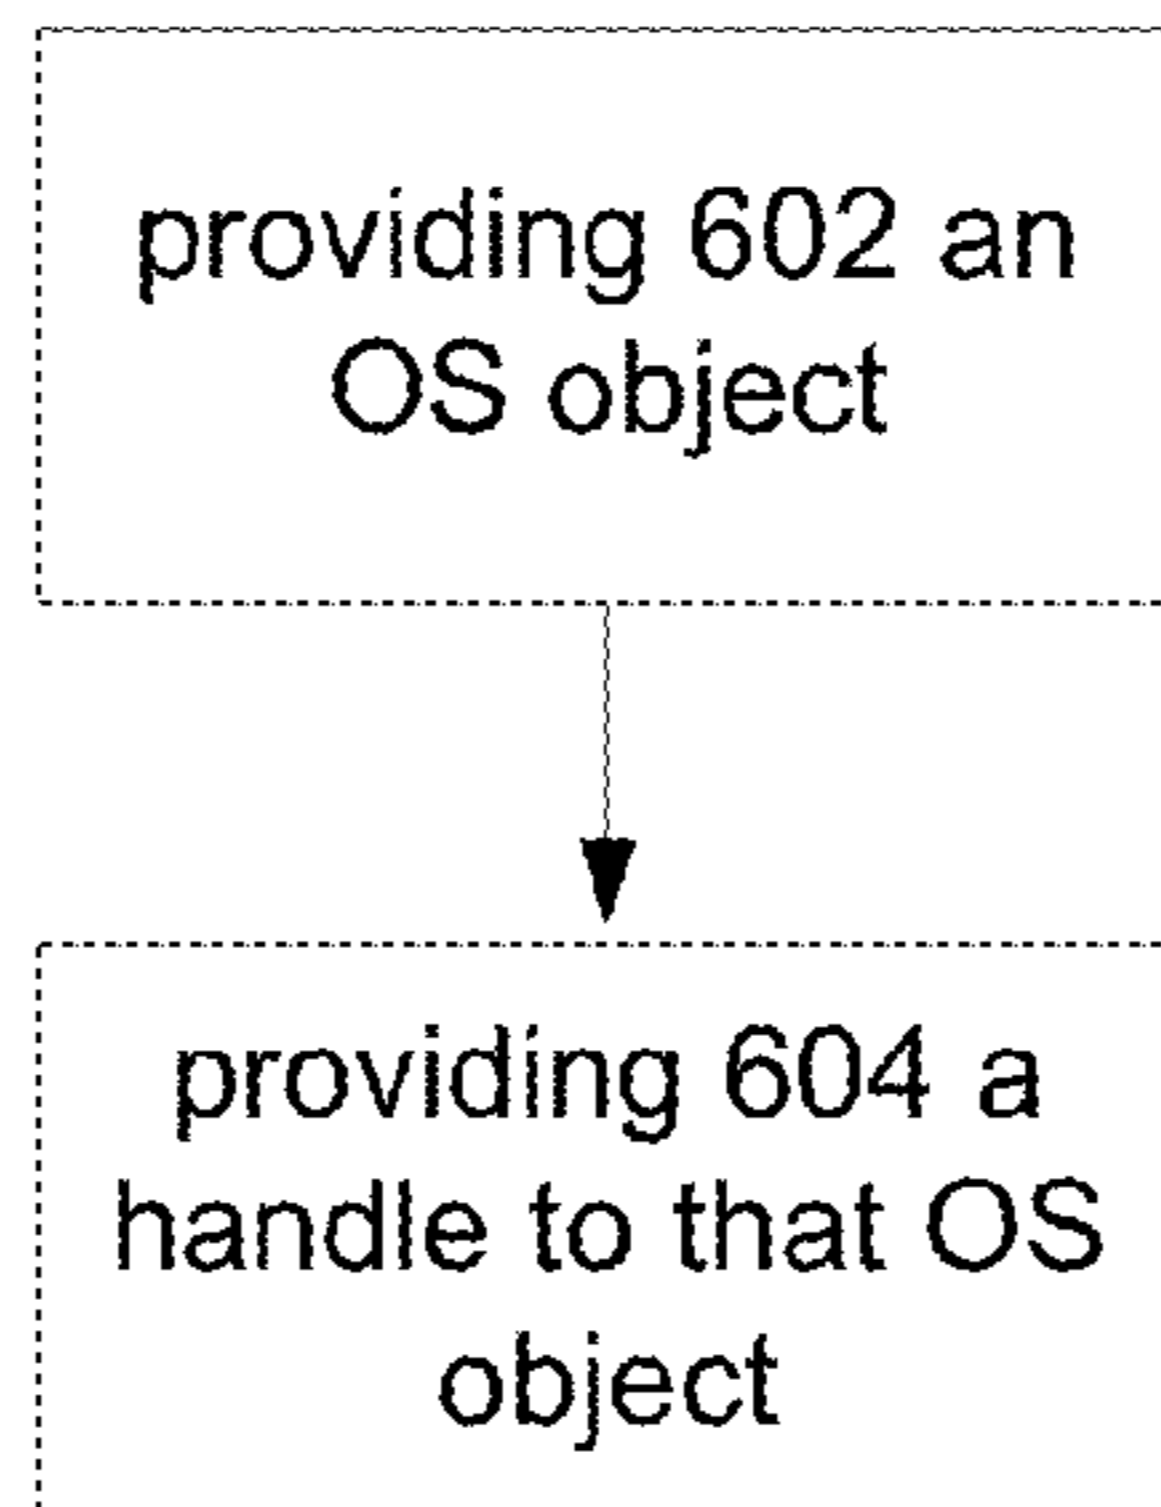 providing 602 an
OS object
providing 604 a
handle to that OS
object